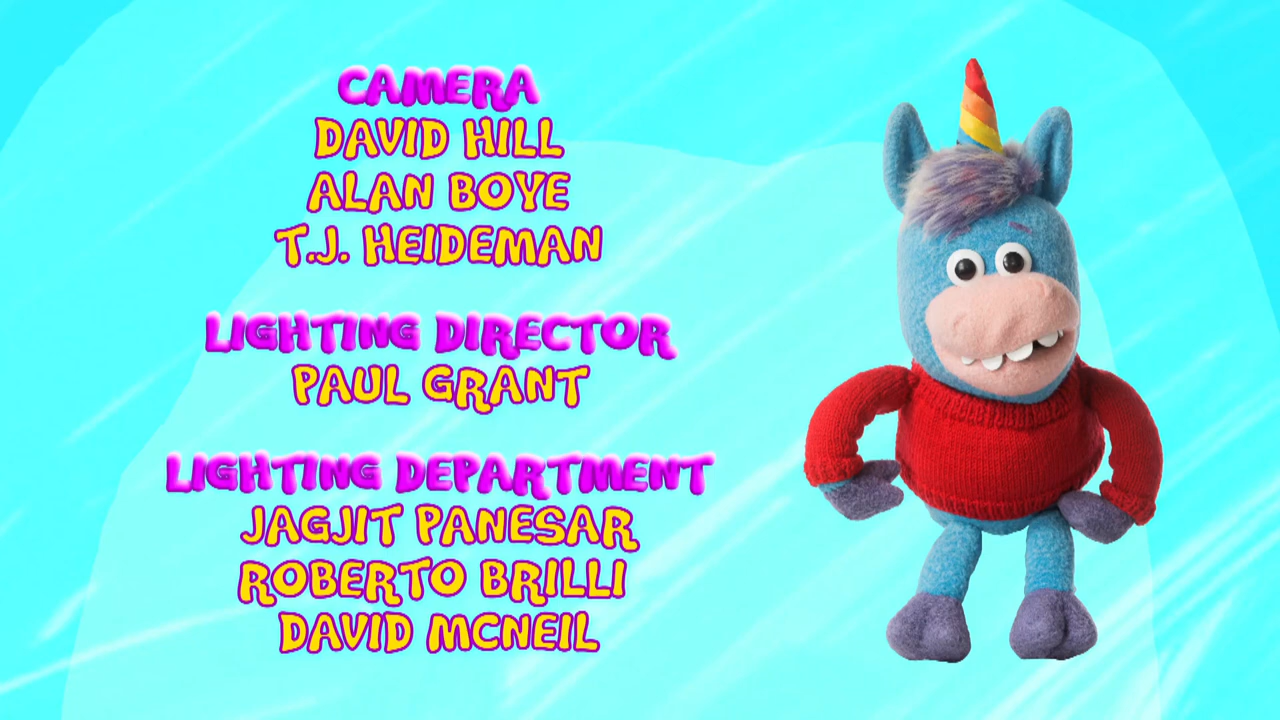 CAMERA
DAVID HILL
ALAN BOYE
T.J. HEIDEMAN
LIGHTING DIRECTOR
PAUL GRANT
LIGHTING DEPARTMENT
JAGJIT PANESAR
ROBERTO BRILLI
DAVID MCNEIL